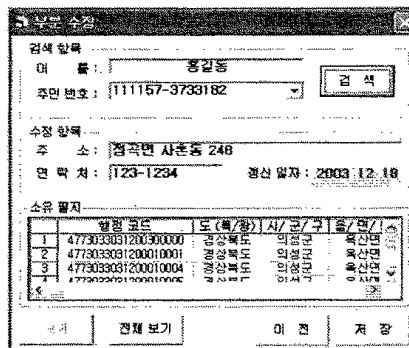 부분 수정
검색 항목
이 름 : 홍길동
주민 번호 : 111157-3733182
검 색
수정 항목
주 소 : 점곡면 사촌동 248
연 락 처 : 123-1234 갱신 일자 : 2003 12 18
소유 필지
행정 코드 도 (특/광) 시/군/구 읍/면/
1 4773033031200300000 경상북도 의성군 옥산면
2 4773033031200010001 경상북도 의성군 옥산면
3 4773033031200010004 경상북도 의성군 옥산면
전체 보기 이 전 저 장